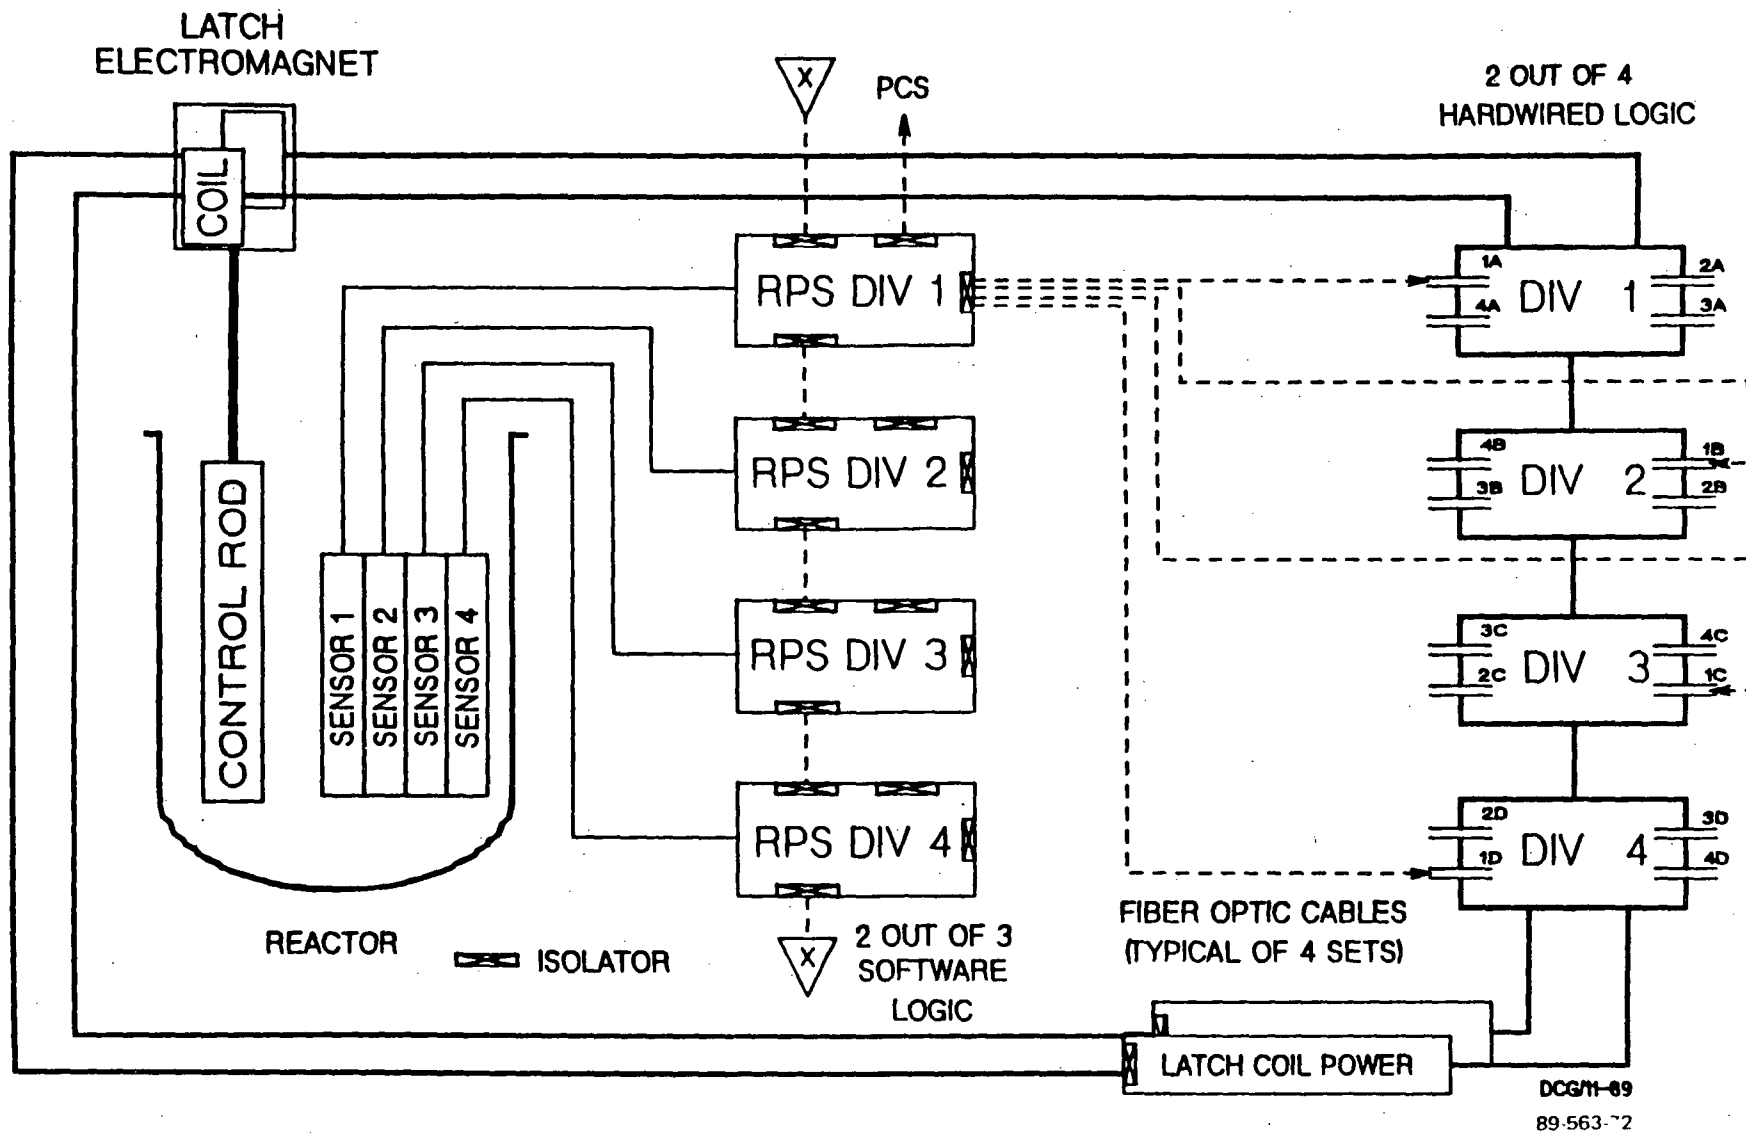 LATCH
ELECTROMAGNET
X
PCS
2 OUT OF 4
HARDWIRED LOGIC
COIL
RPS DIV 1
1A
2A
DIV 1
4A
3A
RPS DIV 2
4B
1B
DIV 2
3B
2B
CONTROL ROD
SENSOR 1
SENSOR 2
SENSOR 3
SENSOR 4
RPS DIV 3
3C
4C
DIV 3
2C
1C
RPS DIV 4
2D
3D
DIV 4
1D
4D
REACTOR
ISOLATOR
X
2 OUT OF 3
SOFTWARE
LOGIC
FIBER OPTIC CABLES
(TYPICAL OF 4 SETS)
LATCH COIL POWER
DCG/11-89